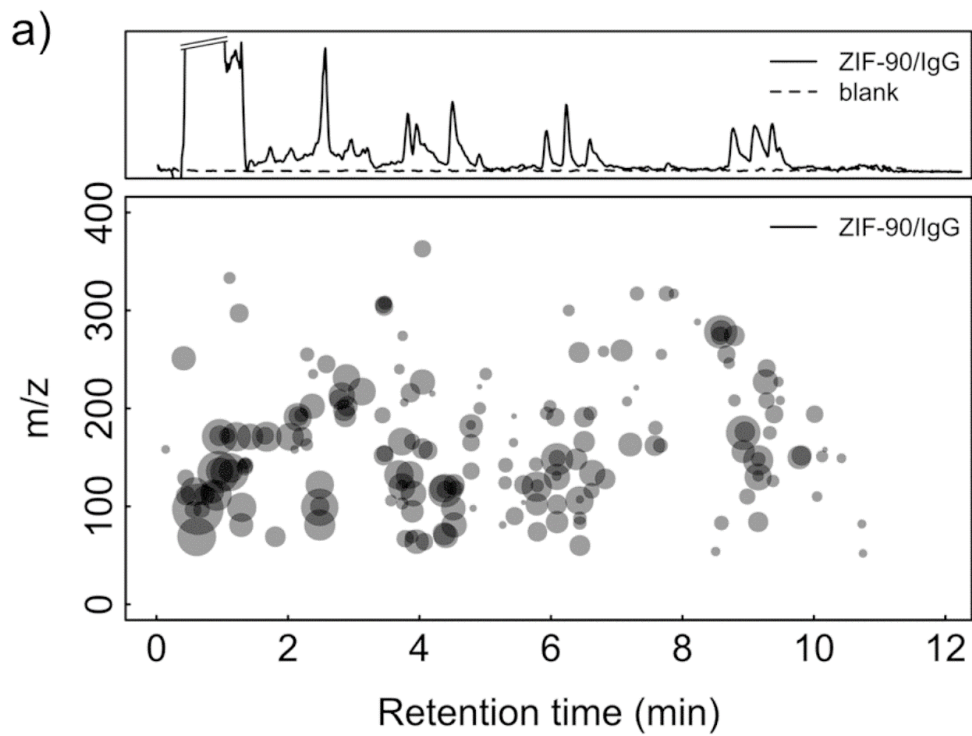 a)
ZIF-90/IgG
blank
ZIF-90/IgG
400
300
200
100
0
m/z
0 2 4 6 8 10 12
Retention time (min)